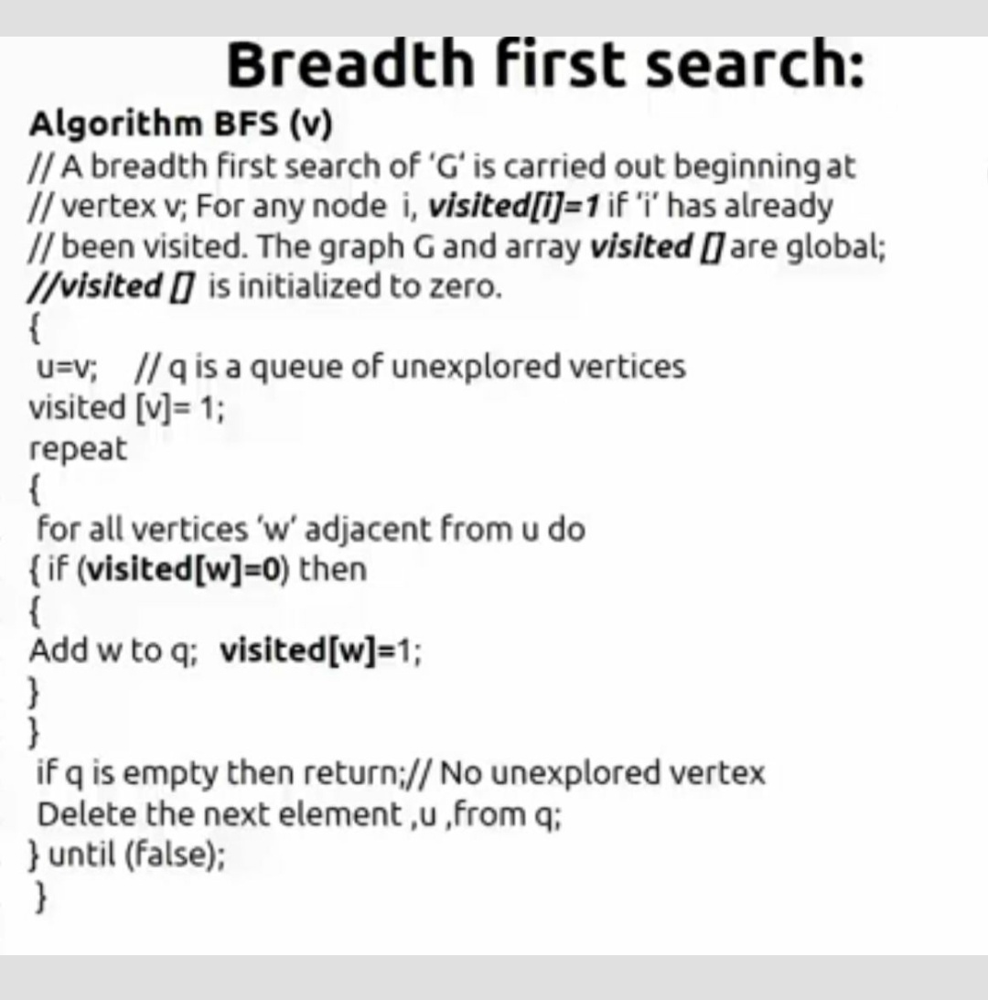 Breadth first search:
Algorithm BFS (v)
// A breadth first search of ‘G’ is carried out beginning at
// vertex v; For any node i, visited[i]=1 if ‘i’ has already
// been visited. The graph G and array visited [] are global;
//visited [] is initialized to zero.
{
u=v; // q is a queue of unexplored vertices
visited [v]= 1;
repeat
{
for all vertices ‘w’ adjacent from u do
{ if (visited[w]=0) then
{
Add w to q; visited[w]=1;
}
}
if q is empty then return;// No unexplored vertex
Delete the next element ,u ,from q;
} until (false);
}